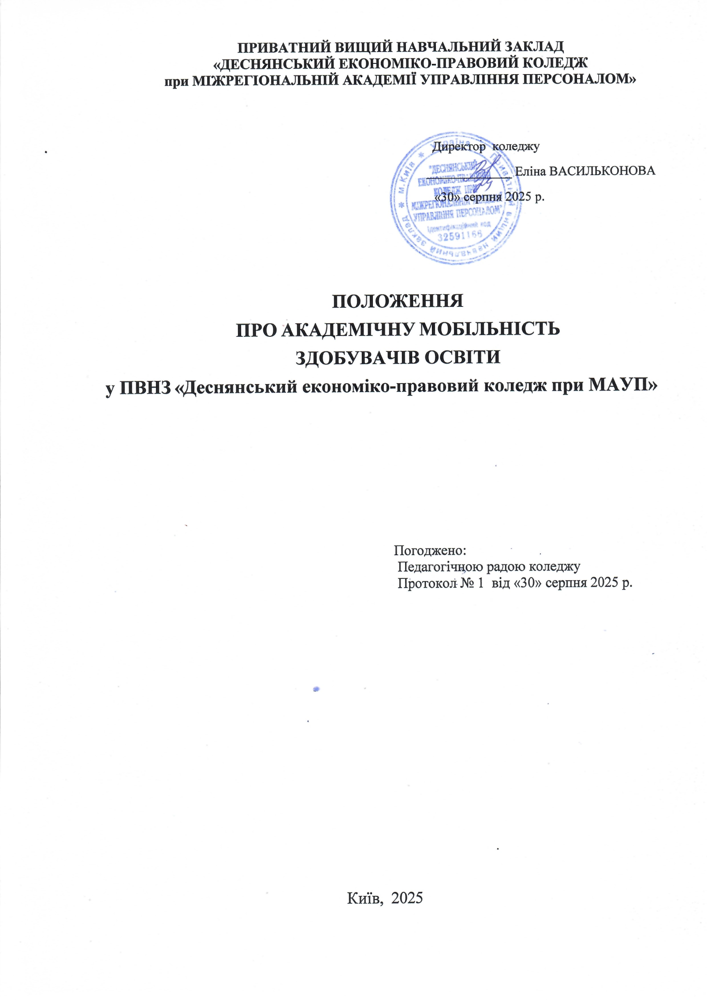 ПРИВАТНИЙ ВИЩИЙ НАВЧАЛЬНИЙ ЗАКЛАД
«ДЕСНЯНСЬКИЙ ЕКОНОМІКО-ПРАВОВИЙ КОЛЕДЖ
при МІЖРЕГІОНАЛЬНІЙ АКАДЕМІЇ УПРАВЛІННЯ ПЕРСОНАЛОМ»
Директор коледжу
Еліна ВАСИЛЬКОНОВА
«30» серпня 2025 р.
Україна * Приватний вищий навчальний заклад * м.Київ *
"ДЕСНЯНСЬКИЙ
ЕКОНОМІКО-ПРАВОВИЙ
КОЛЕДЖ ПРИ
МІЖРЕГІОНАЛЬНІЙ АКАДЕМІЇ
УПРАВЛІННЯ ПЕРСОНАЛОМ"
Ідентифікаційний код
32591166
ПОЛОЖЕННЯ
ПРО АКАДЕМІЧНУ МОБІЛЬНІСТЬ
ЗДОБУВАЧІВ ОСВІТИ
у ПВНЗ «Деснянський економіко-правовий коледж при МАУП»
Погоджено:
Педагогічною радою коледжу
Протокол № 1 від «30» серпня 2025 р.
Київ, 2025